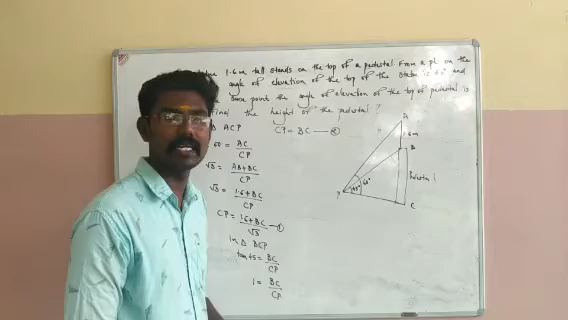 1.6 m tall stands on the top of a pedestal. From a pt on the
angle of elevation of the top of the statue is 60° and
same point the angle of elevation of the top of pedestal is
Find the height of the pedestal ?
Δ ACP
CP = BC — ②
60 = AC/CP
√3 = AB+BC/CP
√3 = 1.6+BC/CP
CP = 1.6+BC/√3 — ①
In Δ BCP
tan 45 = BC/CP
1 = BC/CP
A
1.6 m
B
Pedestal
P
45°
60°
C